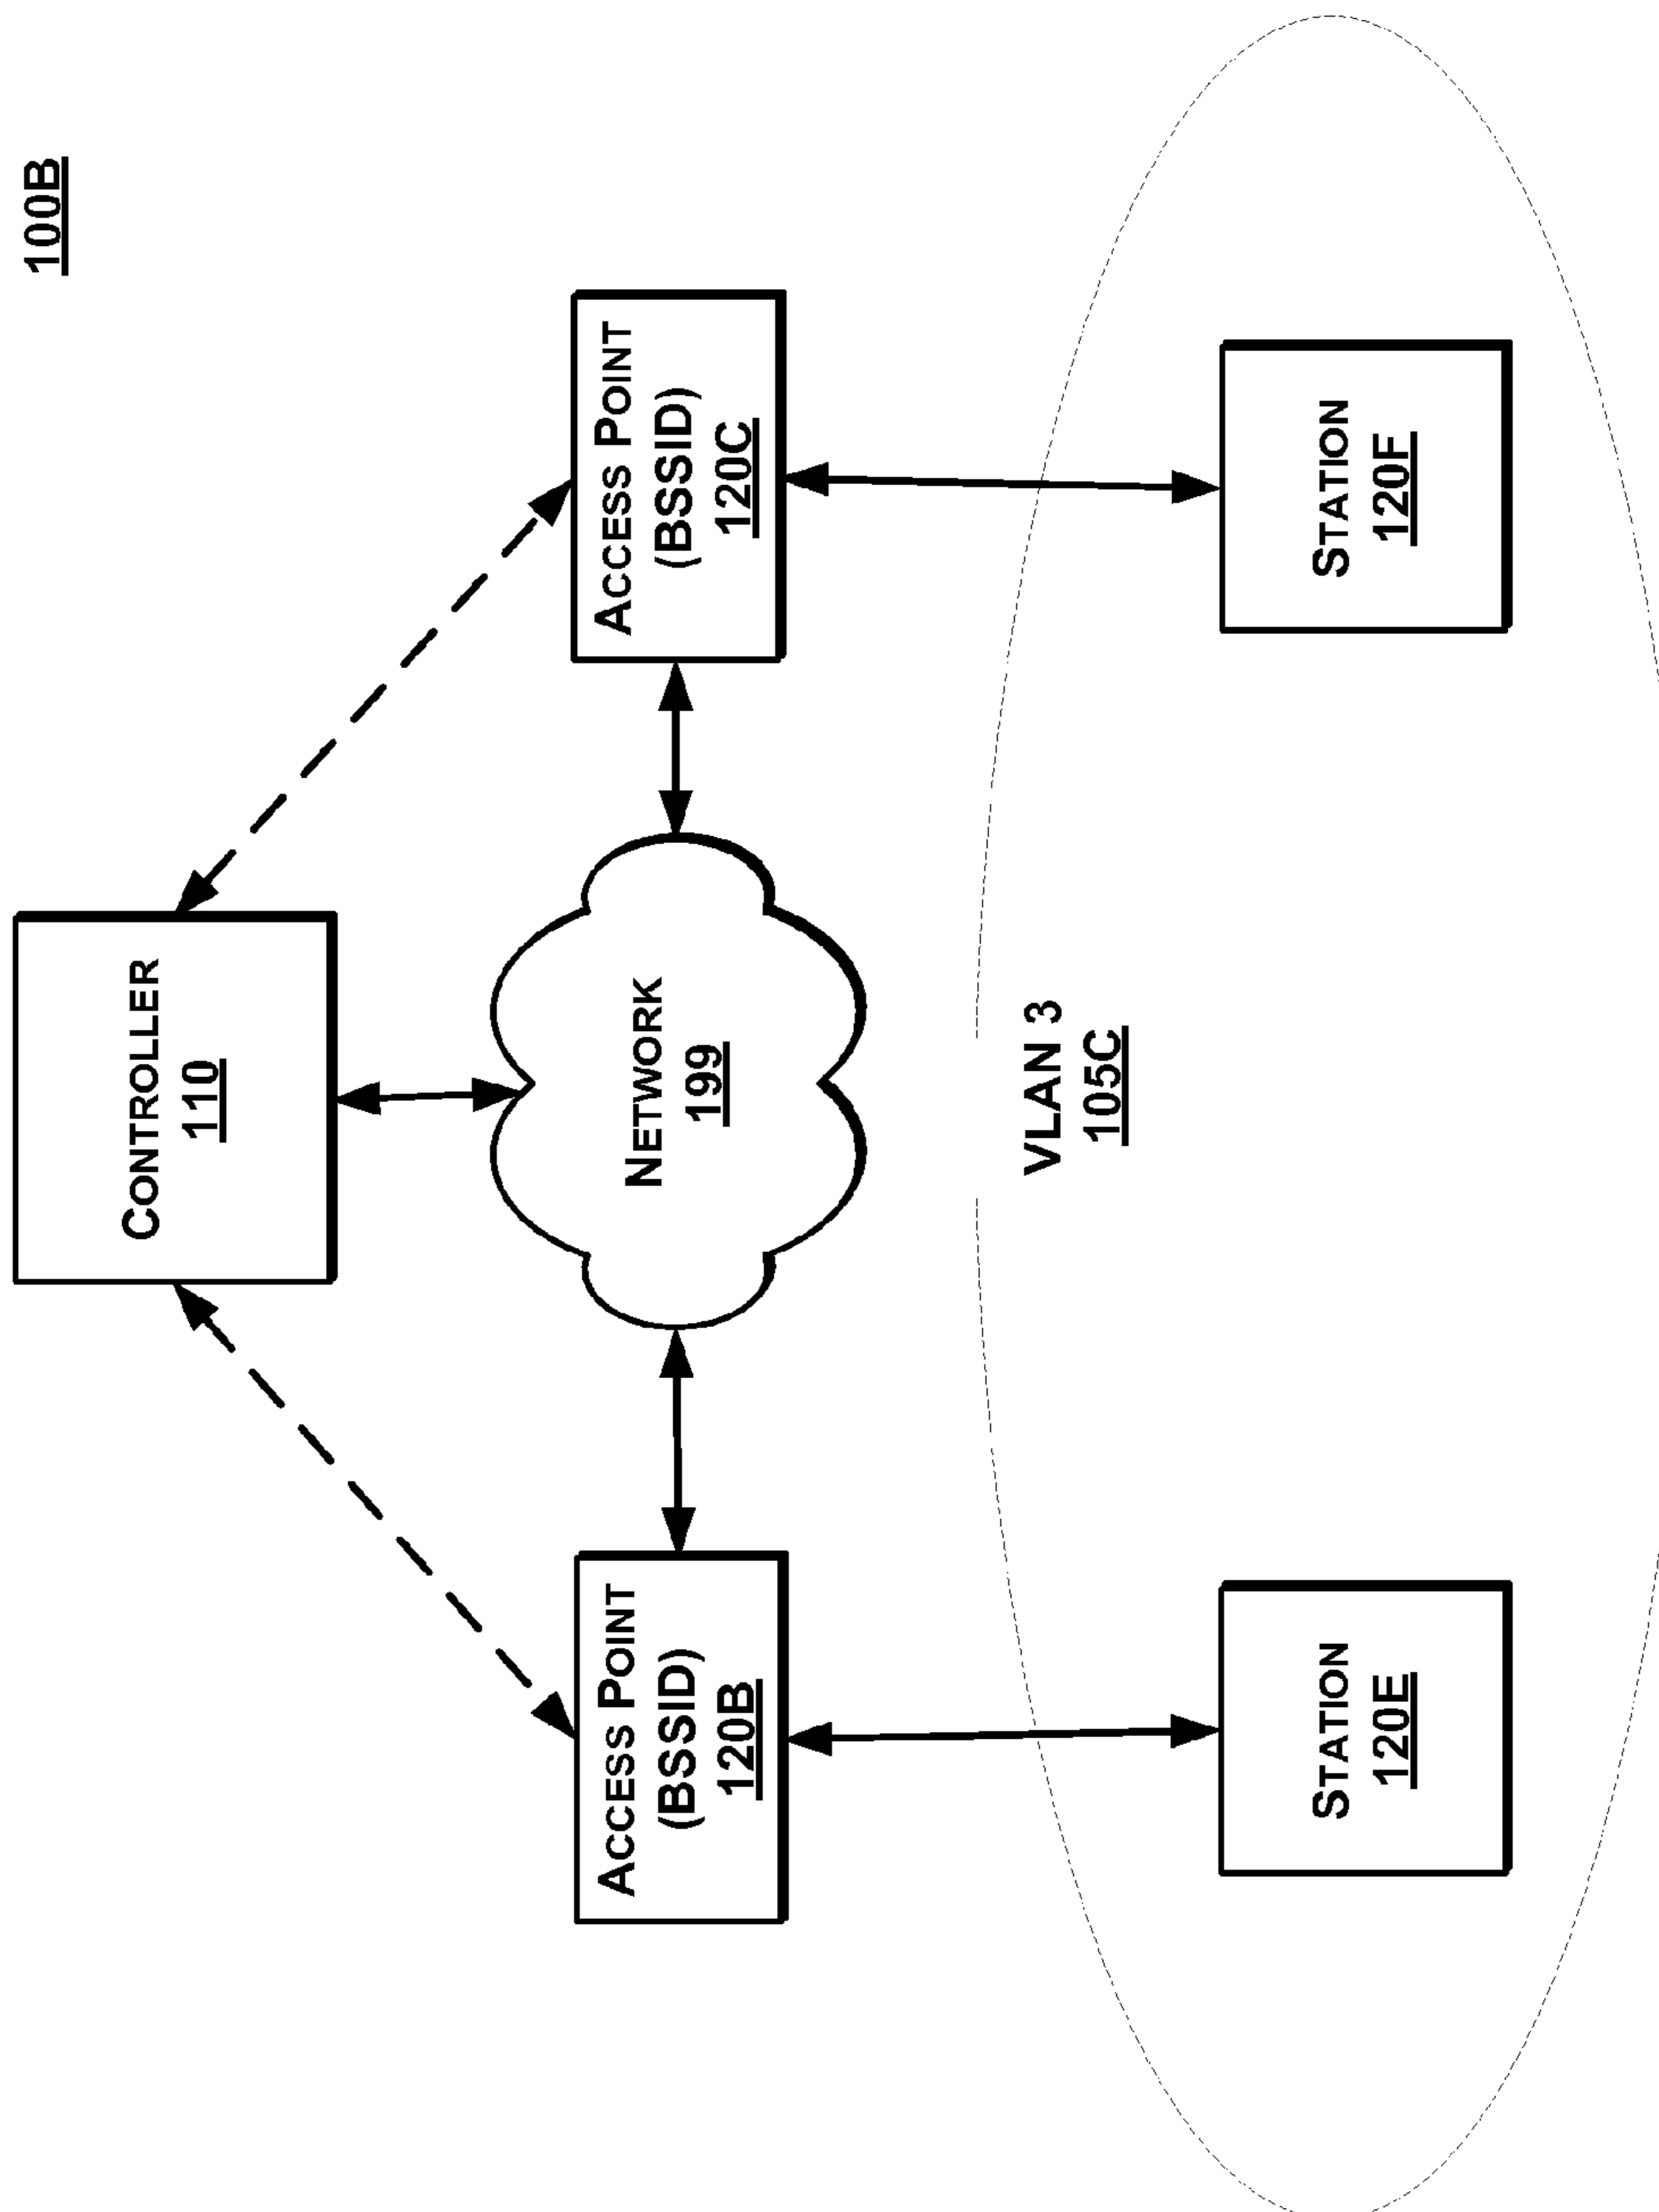 100B
CONTROLLER
110
ACCESS POINT
(BSSID)
120B
NETWORK
199
ACCESS POINT
(BSSID)
120C
VLAN 3
105C
STATION
120E
STATION
120F